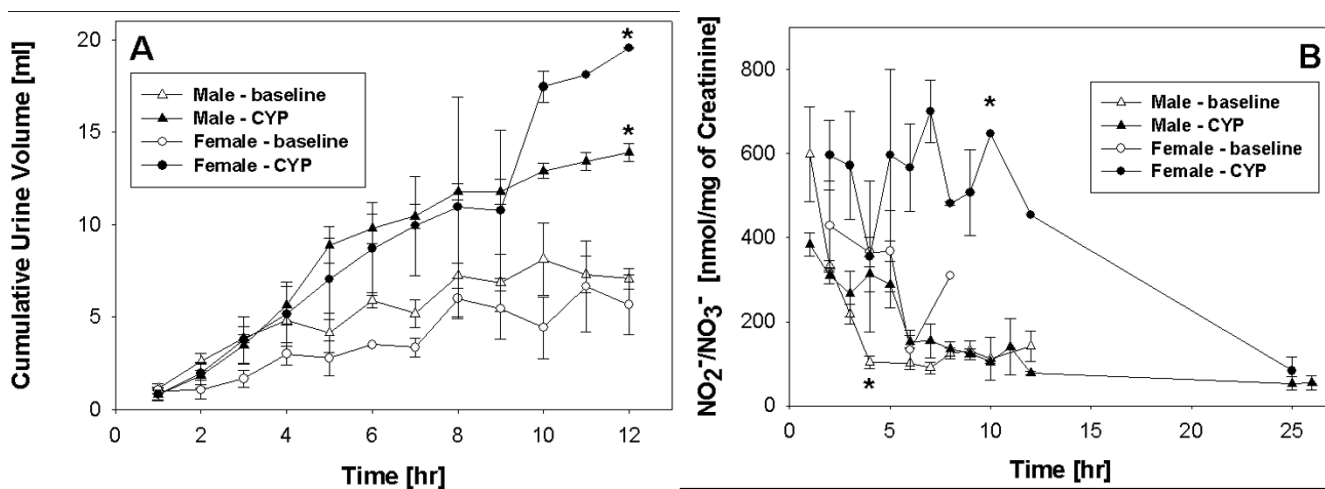 A
Cumulative Urine Volume [ml]
20
15
10
5
0
Male - baseline
Male - CYP
Female - baseline
Female - CYP
*
*
0 2 4 6 8 10 12
Time [hr]
B
NO₂⁻/NO₃⁻ [nmol/mg of Creatinine]
800
600
400
200
0
Male - baseline
Male - CYP
Female - baseline
Female - CYP
*
*
0 5 10 15 20 25
Time [hr]